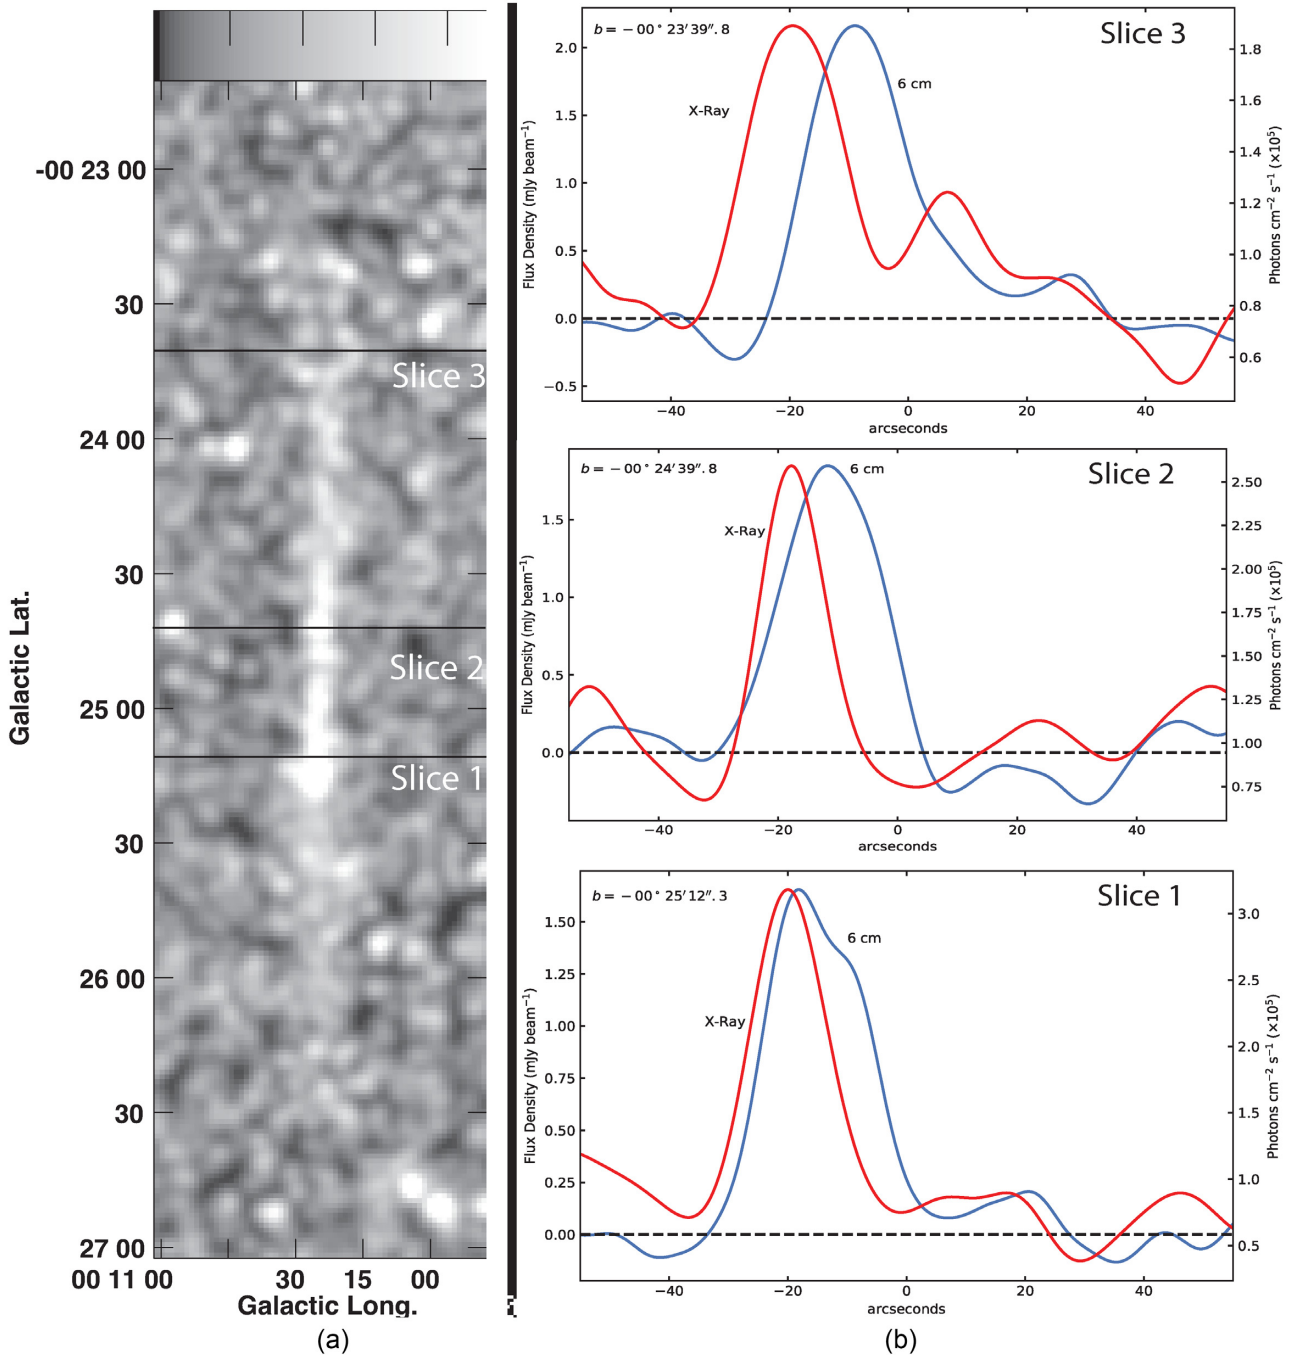 -00 23 00
30
Slice 3
24 00
30
Slice 2
25 00
Slice 1
30
26 00
30
27 00
00 11 00 30 15 00
Galactic Lat.
Galactic Long.
(a)
b = −00° 23′39″. 8
Slice 3
X-Ray
6 cm
2.0
1.5
1.0
0.5
0.0
−0.5
Flux Density (mJy beam⁻¹)
1.8
1.6
1.4
1.2
1.0
0.8
0.6
Photons cm⁻² s⁻¹ (×10⁵)
−40 −20 0 20 40
arcseconds
b = −00° 24′39″. 8
Slice 2
6 cm
X-Ray
1.5
1.0
0.5
0.0
Flux Density (mJy beam⁻¹)
2.50
2.25
2.00
1.75
1.50
1.25
1.00
0.75
Photons cm⁻² s⁻¹ (×10⁵)
−40 −20 0 20 40
arcseconds
b = −00° 25′12″. 3
Slice 1
6 cm
X-Ray
1.50
1.25
1.00
0.75
0.50
0.25
0.00
Flux Density (mJy beam⁻¹)
3.0
2.5
2.0
1.5
1.0
0.5
Photons cm⁻² s⁻¹ (×10⁵)
−40 −20 0 20 40
arcseconds
(b)